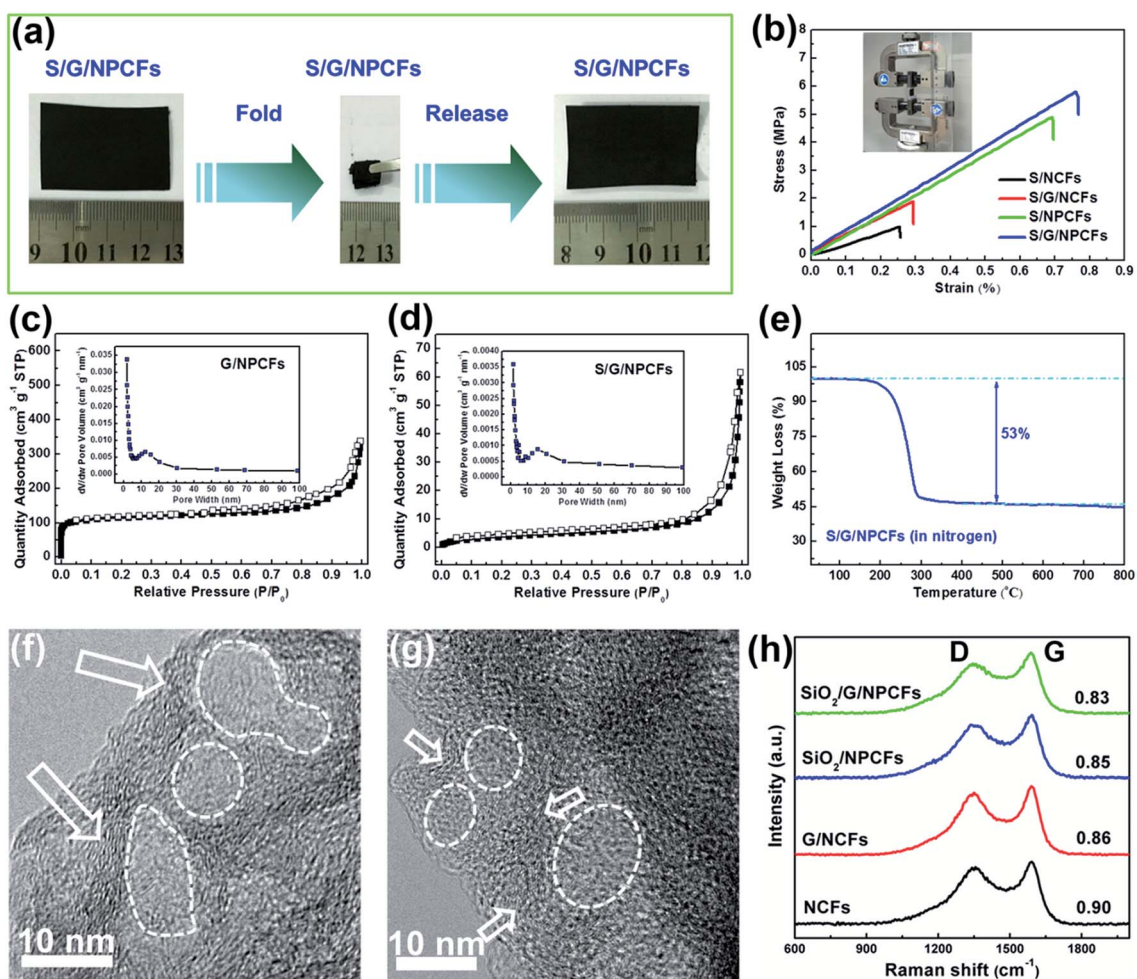 (a)
S/G/NPCFs
S/G/NPCFs
S/G/NPCFs
Fold
Release
9 10 11 12 13
mm
12 13
8 9 10 11 12
mm
(b)
Stress (MPa)
8
7
6
5
4
3
2
1
0
S/NCFs
S/G/NCFs
S/NPCFs
S/G/NPCFs
0.0 0.1 0.2 0.3 0.4 0.5 0.6 0.7 0.8 0.9
Strain (%)
(c)
Quantity Adsorbed (cm³ g⁻¹ STP)
600
500
400
300
200
100
0
G/NPCFs
dV/dw Pore Volume (cm³ g⁻¹ nm⁻¹)
0.035
0.030
0.025
0.020
0.015
0.010
0.005
0.000
0 10 20 30 40 50 60 70 80 90 100
Pore Width (nm)
0.0 0.1 0.2 0.3 0.4 0.5 0.6 0.7 0.8 0.9 1.0
Relative Pressure (P/P₀)
(d)
Quantity Adsorbed (cm³ g⁻¹ STP)
70
60
50
40
30
20
10
0
S/G/NPCFs
dV/dw Pore Volume (cm³ g⁻¹ nm⁻¹)
0.0040
0.0035
0.0030
0.0025
0.0020
0.0015
0.0010
0.0005
0.0000
0 10 20 30 40 50 60 70 80 90 100
Pore Width (nm)
0.0 0.1 0.2 0.3 0.4 0.5 0.6 0.7 0.8 0.9 1.0
Relative Pressure (P/P₀)
(e)
Weight Loss (%)
105
90
75
60
45
30
53%
S/G/NPCFs (in nitrogen)
100 200 300 400 500 600 700 800
Temperature (°C)
(f)
10 nm
(g)
10 nm
(h)
Intensity (a.u.)
D G
SiO₂/G/NPCFs 0.83
SiO₂/NPCFs 0.85
G/NCFs 0.86
NCFs 0.90
600 900 1200 1500 1800
Raman shift (cm⁻¹)